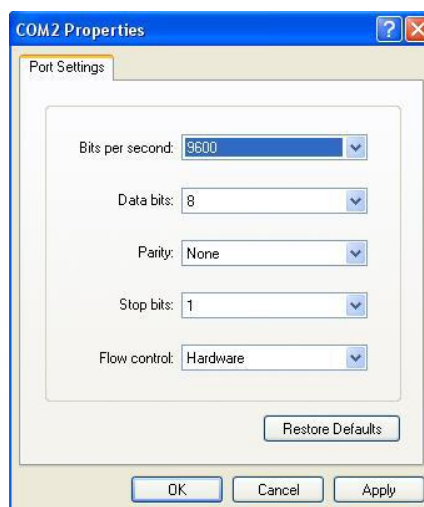 COM2 Properties
Port Settings
Bits per second: 9600
Data bits: 8
Parity: None
Stop bits: 1
Flow control: Hardware
Restore Defaults
OK Cancel Apply